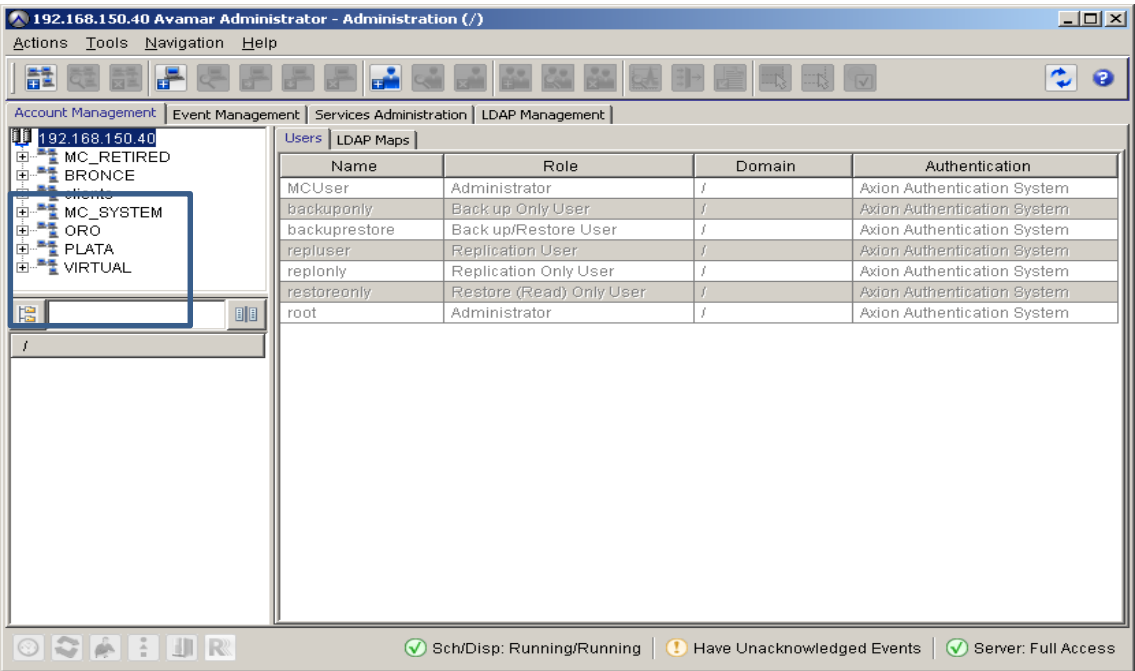 192.168.150.40 Avamar Administrator - Administration (/)
Actions Tools Navigation Help
Account Management Event Management Services Administration LDAP Management
192.168.150.40
MC_RETIRED
BRONCE
clients
MC_SYSTEM
ORO
PLATA
VIRTUAL
/
Users LDAP Maps
Name Role Domain Authentication
MCUser Administrator / Axion Authentication System
backuponly Back up Only User / Axion Authentication System
backuprestore Back up/Restore User / Axion Authentication System
repluser Replication User / Axion Authentication System
replonly Replication Only User / Axion Authentication System
restoreonly Restore (Read) Only User / Axion Authentication System
root Administrator / Axion Authentication System
Sch/Disp: Running/Running Have Unacknowledged Events Server: Full Access